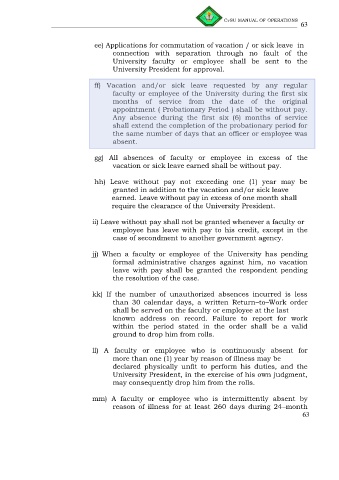 CvSU MANUAL OF OPERATIONS
63
ee) Applications for commutation of vacation / or sick leave in
connection with separation through no fault of the
University faculty or employee shall be sent to the
University President for approval.
ff) Vacation and/or sick leave requested by any regular
faculty or employee of the University during the first six
months of service from the date of the original
appointment ( Probationary Period ) shall be without pay.
Any absence during the first six (6) months of service
shall extend the completion of the probationary period for
the same number of days that an officer or employee was
absent.
gg) All absences of faculty or employee in excess of the
vacation or sick leave earned shall be without pay.
hh) Leave without pay not exceeding one (1) year may be
granted in addition to the vacation and/or sick leave
earned. Leave without pay in excess of one month shall
require the clearance of the University President.
ii) Leave without pay shall not be granted whenever a faculty or
employee has leave with pay to his credit, except in the
case of secondment to another government agency.
jj) When a faculty or employee of the University has pending
formal administrative charges against him, no vacation
leave with pay shall be granted the respondent pending
the resolution of the case.
kk) If the number of unauthorized absences incurred is less
than 30 calendar days, a written Return–to–Work order
shall be served on the faculty or employee at the last
known address on record. Failure to report for work
within the period stated in the order shall be a valid
ground to drop him from rolls.
ll) A faculty or employee who is continuously absent for
more than one (1) year by reason of illness may be
declared physically unfit to perform his duties, and the
University President, in the exercise of his own judgment,
may consequently drop him from the rolls.
mm) A faculty or employee who is intermittently absent by
reason of illness for at least 260 days during 24–month
63